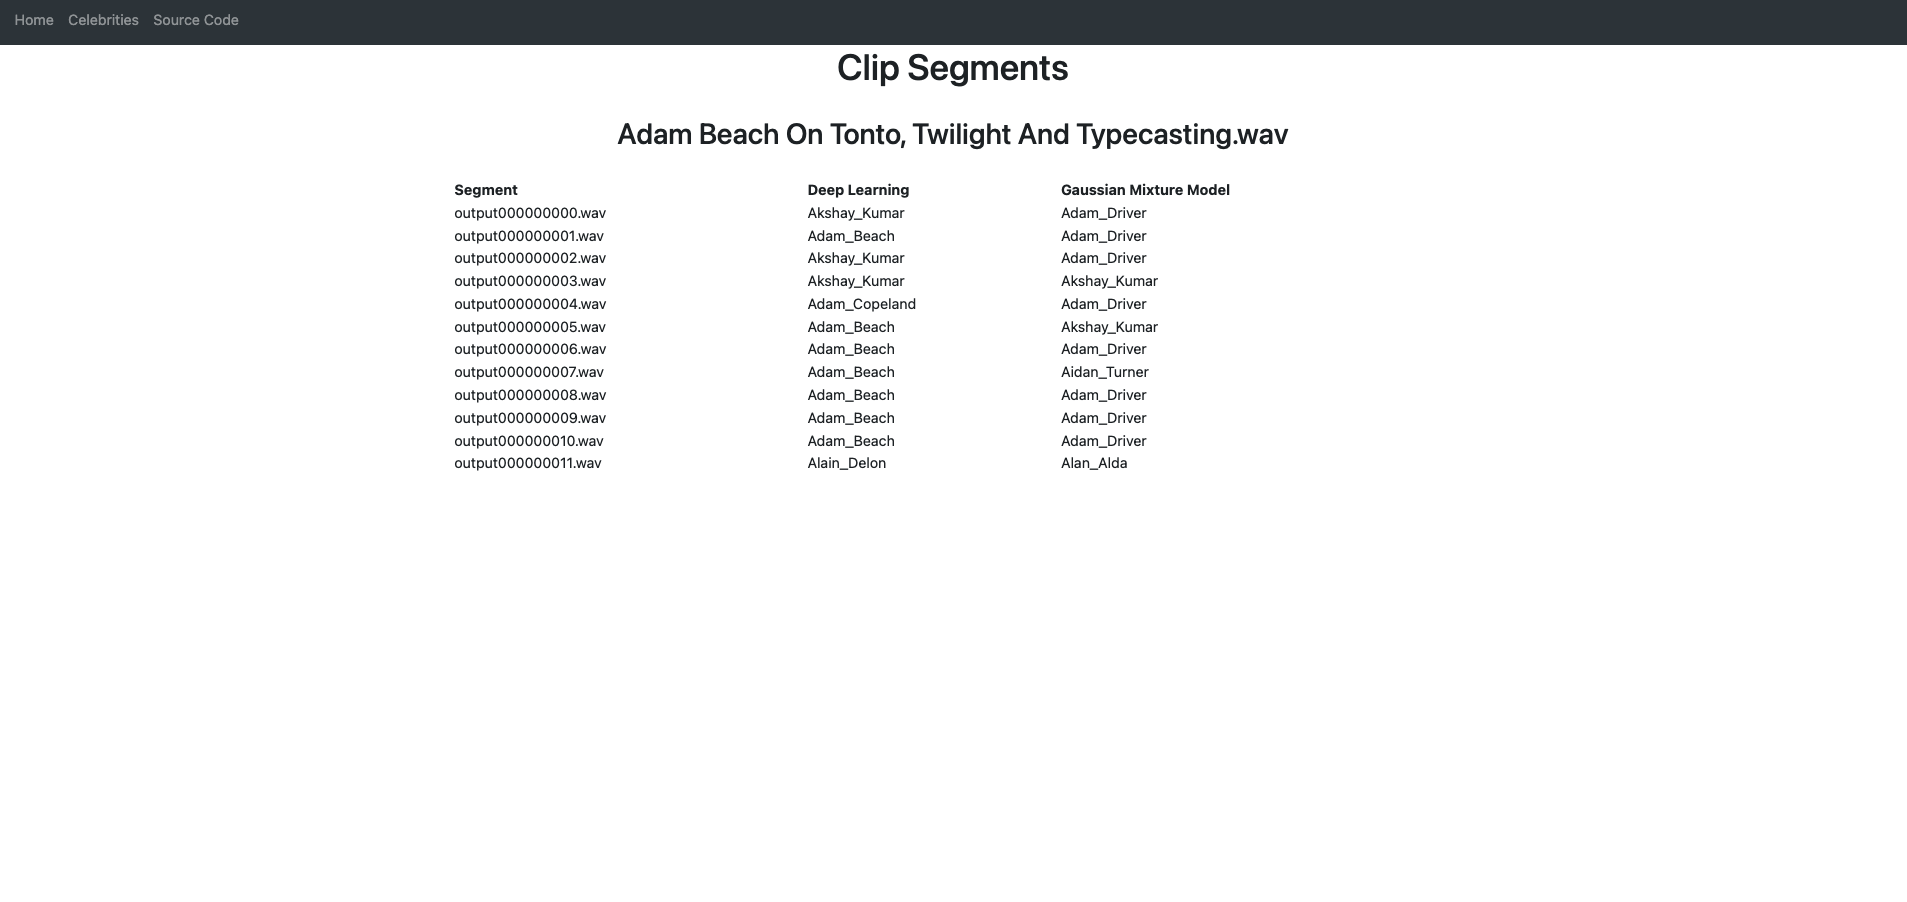 Home Celebrities Source Code
Clip Segments
Adam Beach On Tonto, Twilight And Typecasting.wav
Segment Deep Learning Gaussian Mixture Model
output000000000.wav Akshay_Kumar Adam_Driver
output000000001.wav Adam_Beach Adam_Driver
output000000002.wav Akshay_Kumar Adam_Driver
output000000003.wav Akshay_Kumar Akshay_Kumar
output000000004.wav Adam_Copeland Adam_Driver
output000000005.wav Adam_Beach Akshay_Kumar
output000000006.wav Adam_Beach Adam_Driver
output000000007.wav Adam_Beach Aidan_Turner
output000000008.wav Adam_Beach Adam_Driver
output000000009.wav Adam_Beach Adam_Driver
output000000010.wav Adam_Beach Adam_Driver
output000000011.wav Alain_Delon Alan_Alda